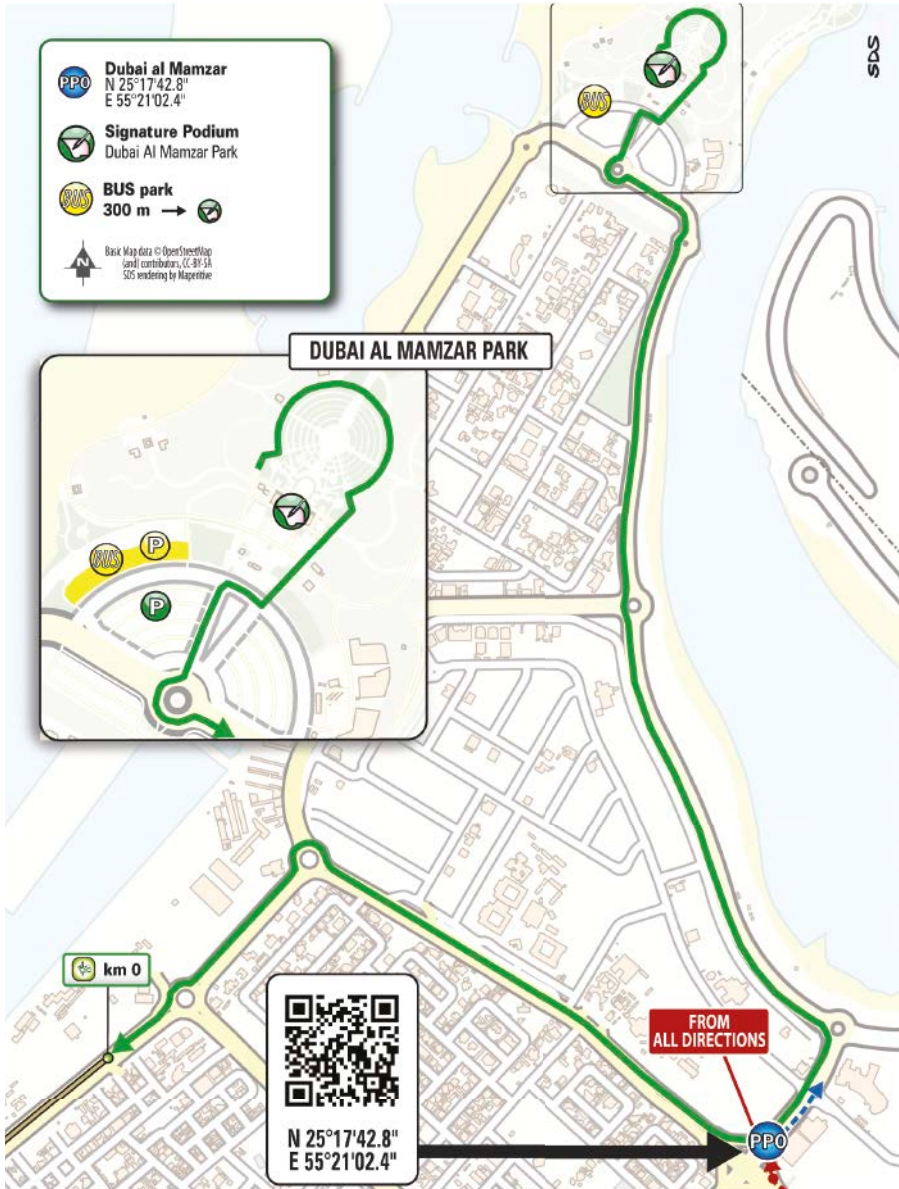 PPO
Dubai al Mamzar
N 25°17'42.8"
E 55°21'02.4"
Signature Podium
Dubai Al Mamzar Park
BUS
BUS park
300 m
N
Basic Map data © OpenStreetMap
(and) contributors, CC-BY-SA
SDS rendering by Maperitive
SDS
BUS
DUBAI AL MAMZAR PARK
BUS
P
P
km 0
FROM
ALL DIRECTIONS
PPO
N 25°17'42.8"
E 55°21'02.4"